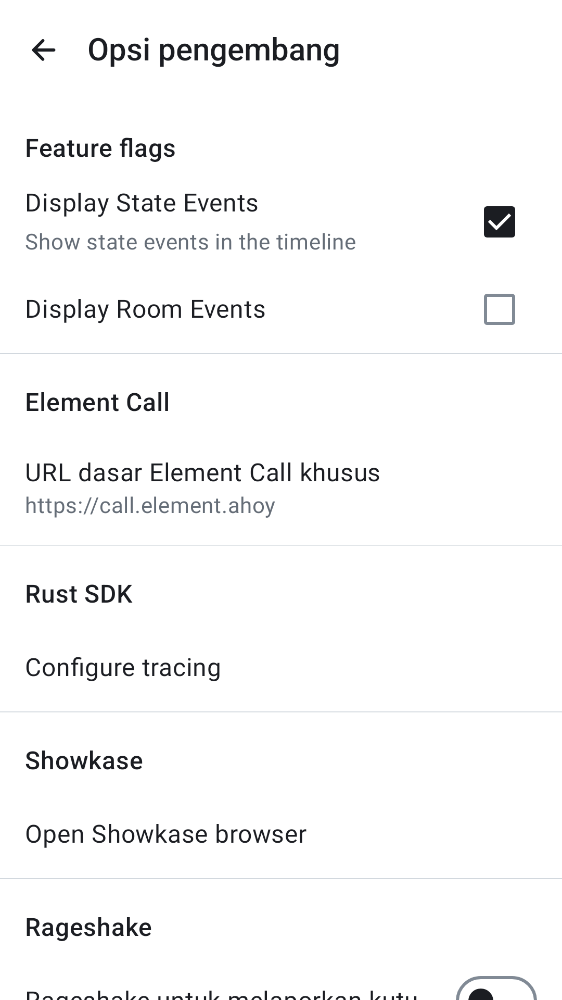 Opsi pengembang
Feature flags
Display State Events
Show state events in the timeline
Display Room Events
Element Call
URL dasar Element Call khusus
https://call.element.ahoy
Rust SDK
Configure tracing
Showkase
Open Showkase browser
Rageshake
Rageshake untuk melaporkan kutu